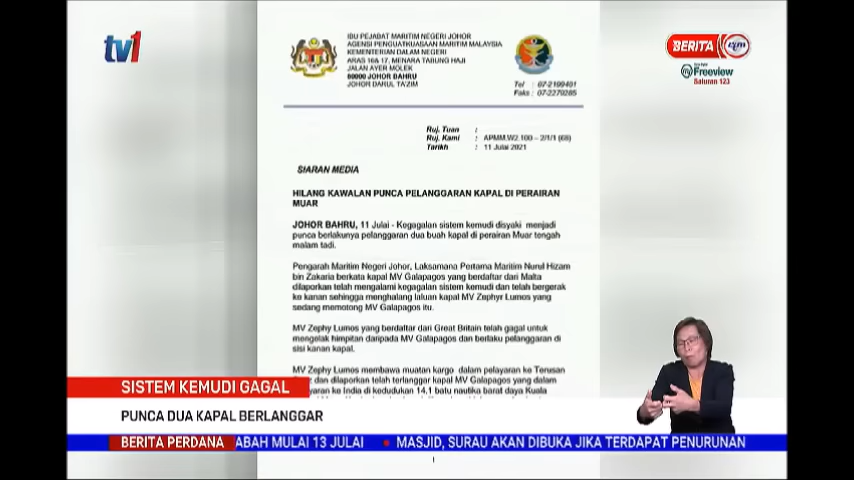 tv1
BERITA rtm
myFreeview
Saluran 123
IBU PEJABAT MARITIM NEGERI JOHOR
AGENSI PENGUATKUASAAN MARITIM MALAYSIA
KEMENTERIAN DALAM NEGERI
ARAS 16A 17, MENARA TABUNG HAJI
JALAN AYER MOLEK
80000 JOHOR BAHRU
JOHOR DARUL TA'ZIM
Tel : 07-2199401
Faks : 07-2279285
Ruj. Tuan :
Ruj. Kami : APMM.W2.100 – 2/1/1 (68)
Tarikh : 11 Julai 2021
SIARAN MEDIA
HILANG KAWALAN PUNCA PELANGGARAN KAPAL DI PERAIRAN
MUAR
JOHOR BAHRU, 11 Julai - Kegagalan sistem kemudi disyaki menjadi
punca berlakunya pelanggaran dua buah kapal di perairan Muar tengah
malam tadi.
Pengarah Maritim Negeri Johor, Laksamana Pertama Maritim Nurul Hizam
bin Zakaria berkata kapal MV Galapagos yang berdaftar dari Malta
dilaporkan telah mengalami kegagalan sistem kemudi dan telah bergerak
ke kanan sehingga menghalang laluan kapal MV Zephyr Lumos yang
sedang memotong MV Galapagos itu.
MV Zephy Lumos yang berdaftar dari Great Britain telah gagal untuk
mengelak himpitan daripada MV Galapagos dan berlaku pelanggaran di
sisi kanan kapal.
MV Zephy Lumos membawa muatan kargo dalam pelayaran ke Terusan
dan dilaporkan telah terlanggar kapal MV Galapagos yang dalam
ke India di kedudukan 14.1 batu nautika barat daya Kuala
SISTEM KEMUDI GAGAL
PUNCA DUA KAPAL BERLANGGAR
BERITA PERDANA ABAH MULAI 13 JULAI • MASJID, SURAU AKAN DIBUKA JIKA TERDAPAT PENURUNAN